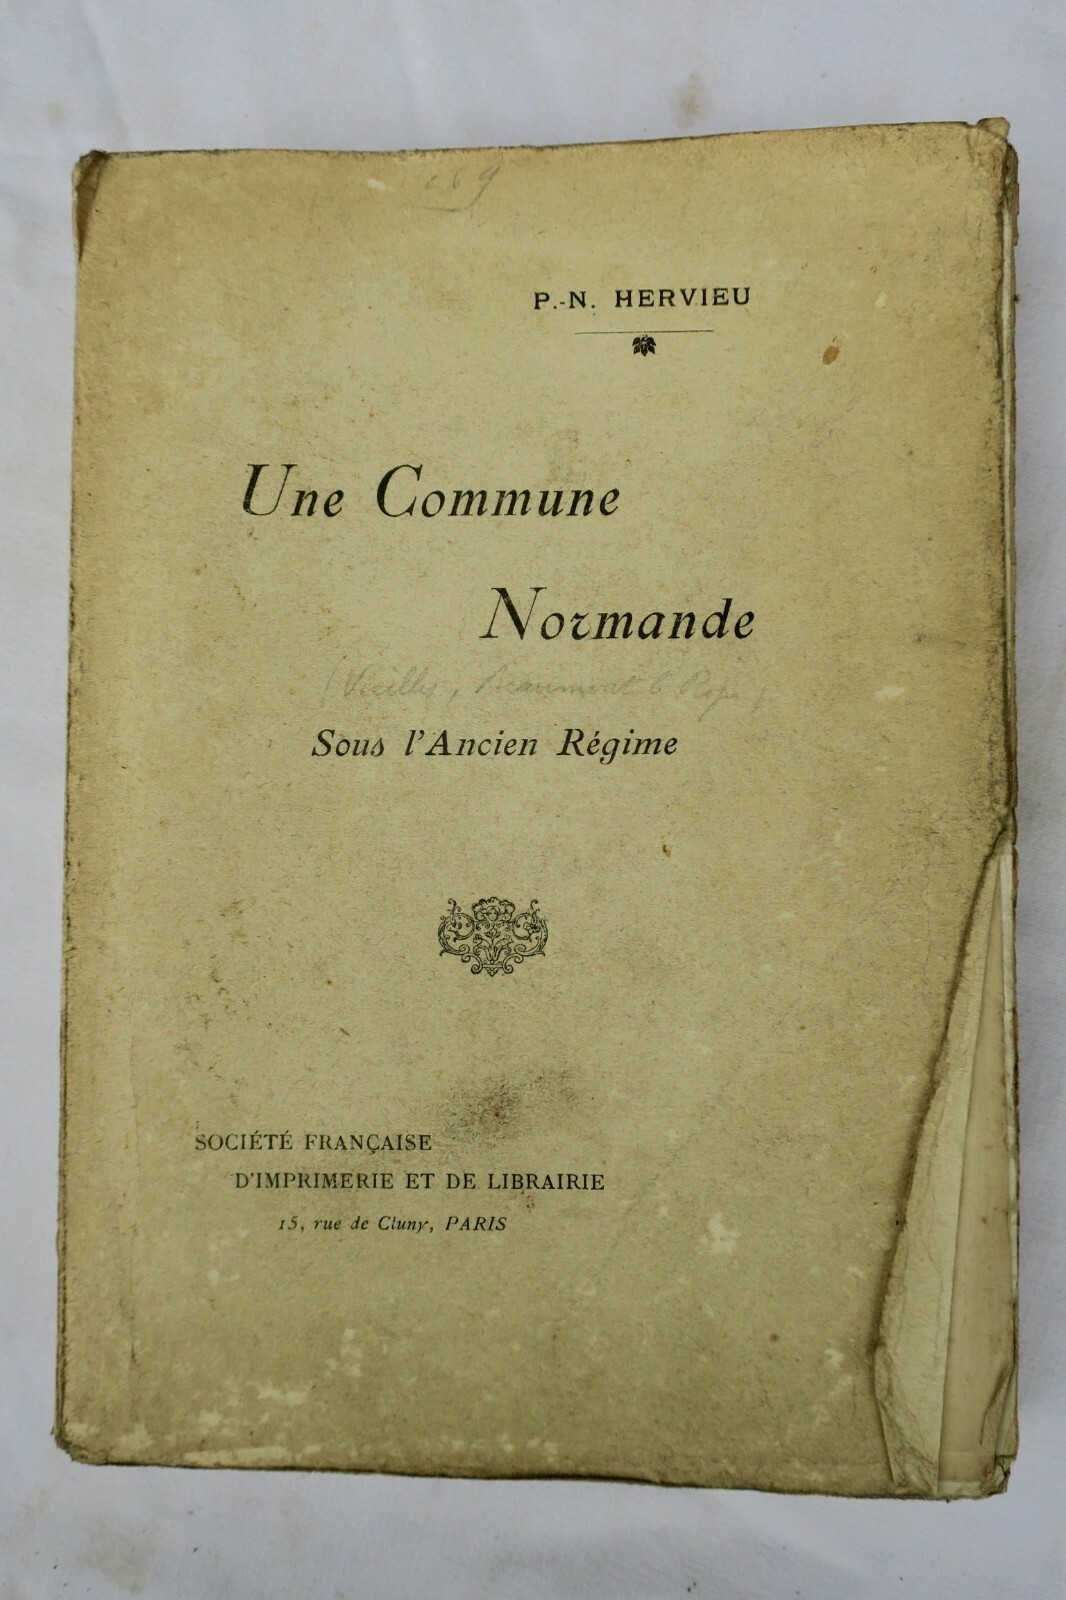 P.-N. HERVIEU
Une Commune
Normande
Sous l'Ancien Régime
SOCIÉTÉ FRANÇAISE
D'IMPRIMERIE ET DE LIBRAIRIE
15, rue de Cluny, PARIS